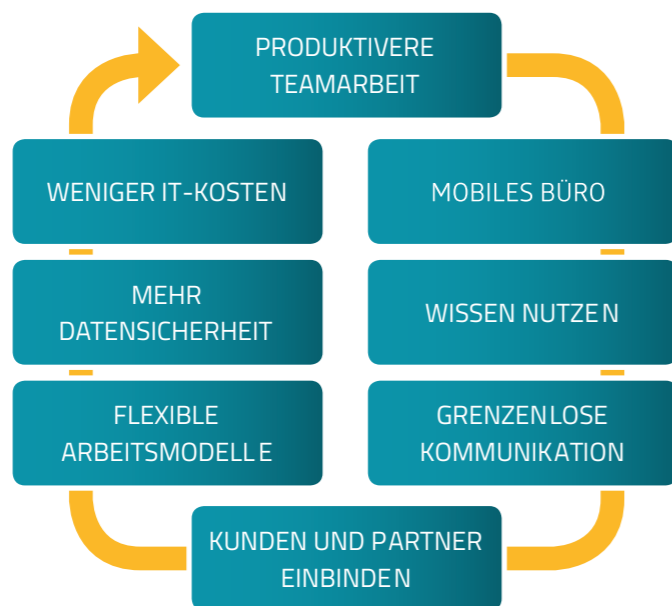 PRODUKTIVERE
TEAMARBEIT
WENIGER IT-KOSTEN
MOBILES BÜRO
MEHR
DATENSICHERHEIT
WISSEN NUTZEN
FLEXIBLE
ARBEITSMODELLE
GRENZENLOSE
KOMMUNIKATION
KUNDEN UND PARTNER
EINBINDEN